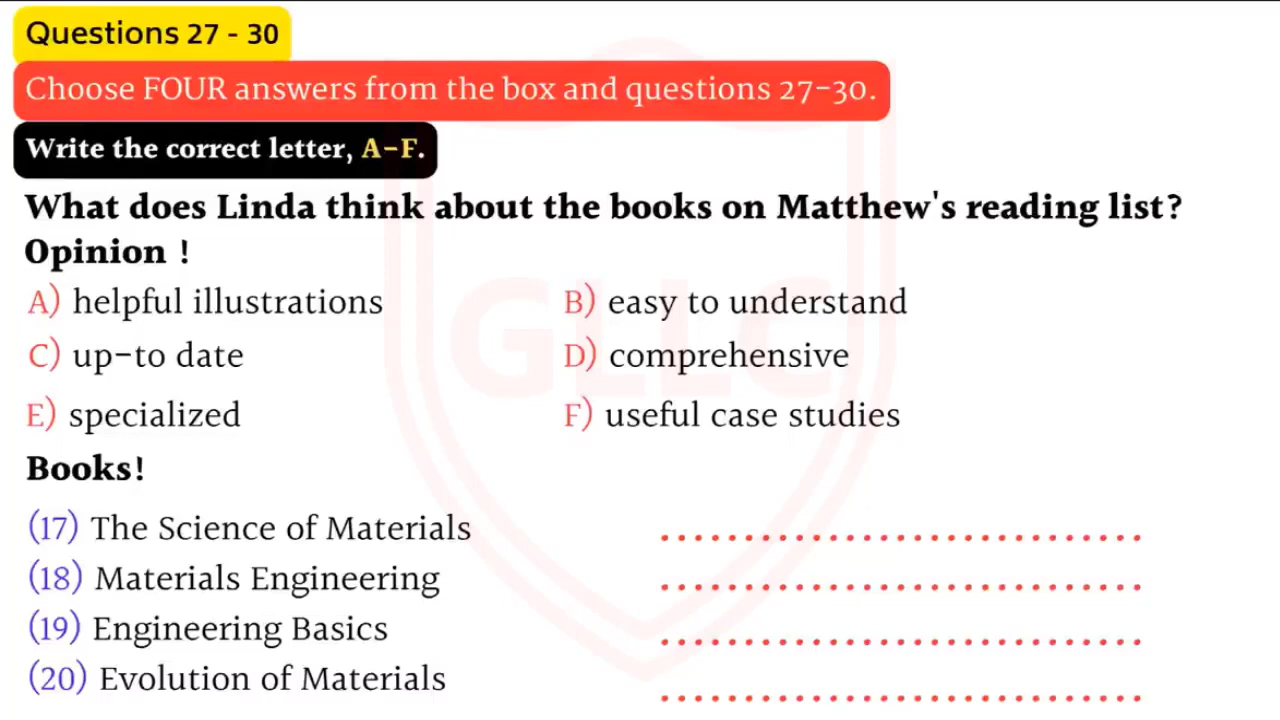 Questions 27 - 30
Choose FOUR answers from the box and questions 27-30.
Write the correct letter, A-F.
What does Linda think about the books on Matthew's reading list?
Opinion !
A) helpful illustrations B) easy to understand
C) up-to date D) comprehensive
E) specialized F) useful case studies
Books!
(17) The Science of Materials ............................
(18) Materials Engineering ............................
(19) Engineering Basics ............................
(20) Evolution of Materials ............................
GLLC